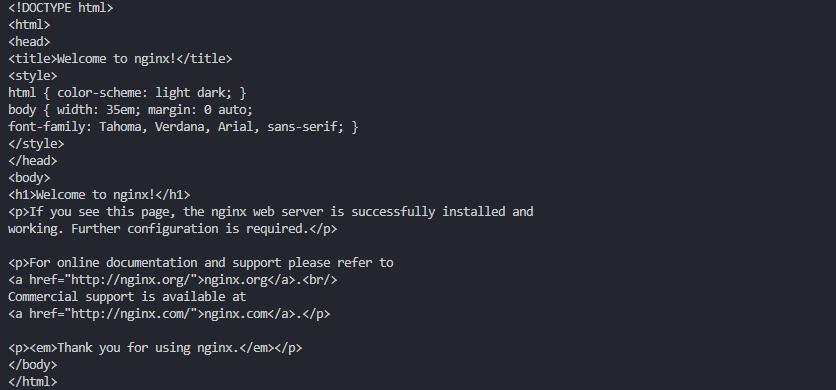 <!DOCTYPE html>
<html>
<head>
<title>Welcome to nginx!</title>
<style>
html { color-scheme: light dark; }
body { width: 35em; margin: 0 auto;
font-family: Tahoma, Verdana, Arial, sans-serif; }
</style>
</head>
<body>
<h1>Welcome to nginx!</h1>
<p>If you see this page, the nginx web server is successfully installed and
working. Further configuration is required.</p>

<p>For online documentation and support please refer to
<a href="http://nginx.org/">nginx.org</a>.<br/>
Commercial support is available at
<a href="http://nginx.com/">nginx.com</a>.</p>

<p><em>Thank you for using nginx.</em></p>
</body>
</html>